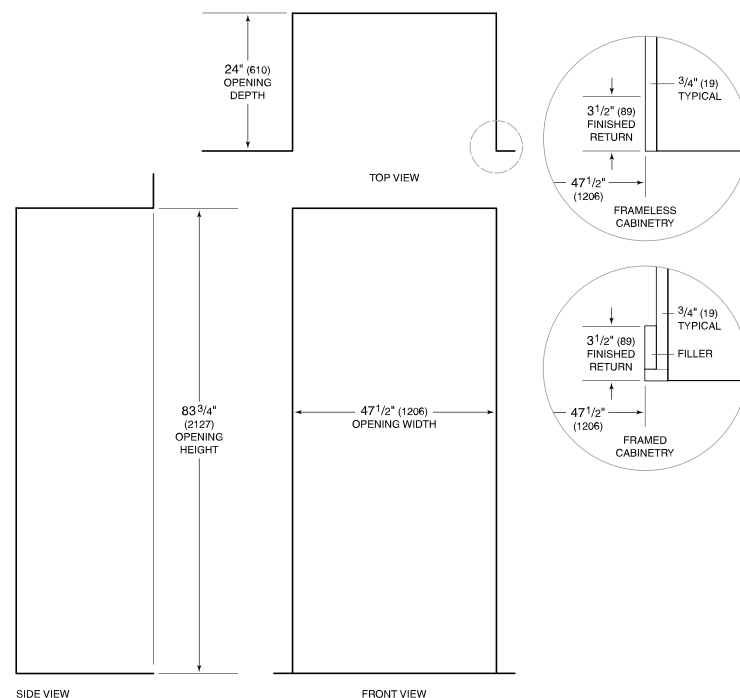 24" (610)
OPENING
DEPTH
TOP VIEW
3/4" (19)
TYPICAL
31/2" (89)
FINISHED
RETURN
471/2"
(1206)
FRAMELESS
CABINETRY
3/4" (19)
TYPICAL
31/2" (89)
FINISHED
RETURN
FILLER
471/2"
(1206)
FRAMED
CABINETRY
83 3/4"
(2127)
OPENING
HEIGHT
471/2" (1206)
OPENING WIDTH
SIDE VIEW
FRONT VIEW